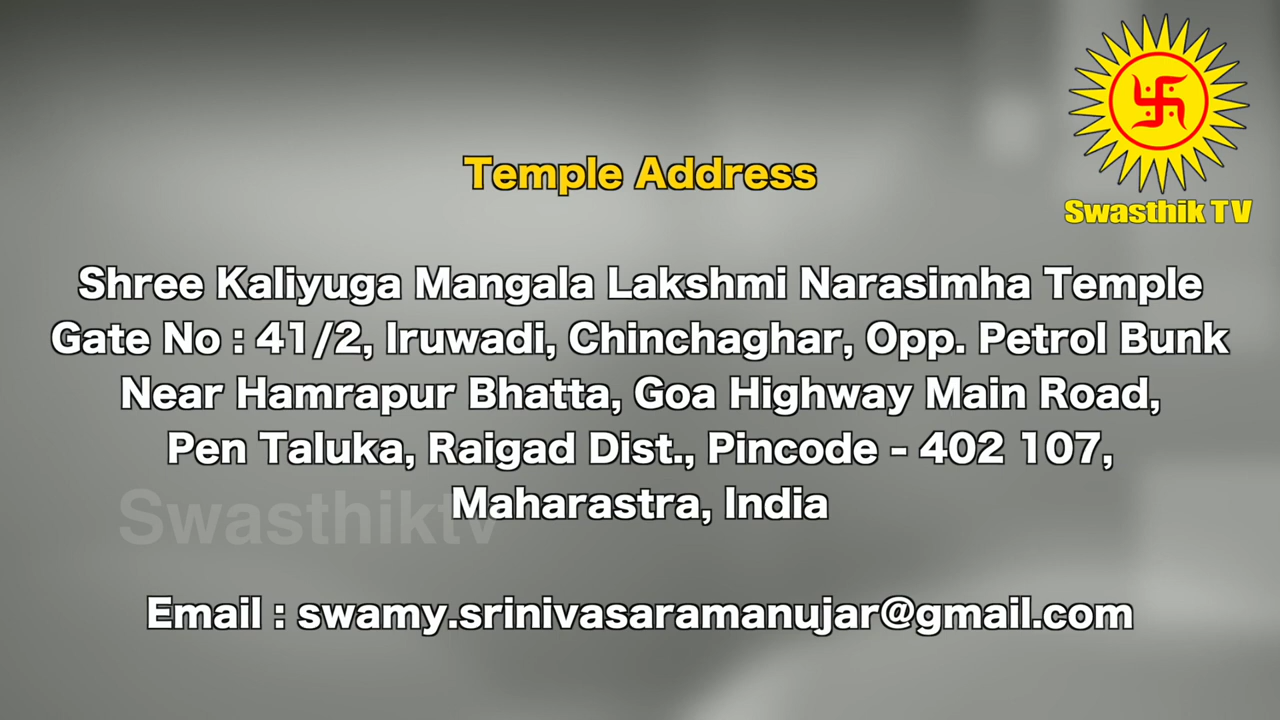 Swasthik TV
Temple Address
Shree Kaliyuga Mangala Lakshmi Narasimha Temple
Gate No : 41/2, Iruwadi, Chinchaghar, Opp. Petrol Bunk
Near Hamrapur Bhatta, Goa Highway Main Road,
Pen Taluka, Raigad Dist., Pincode - 402 107,
Maharastra, India
Swasthiktv
Email : swamy.srinivasaramanujar@gmail.com